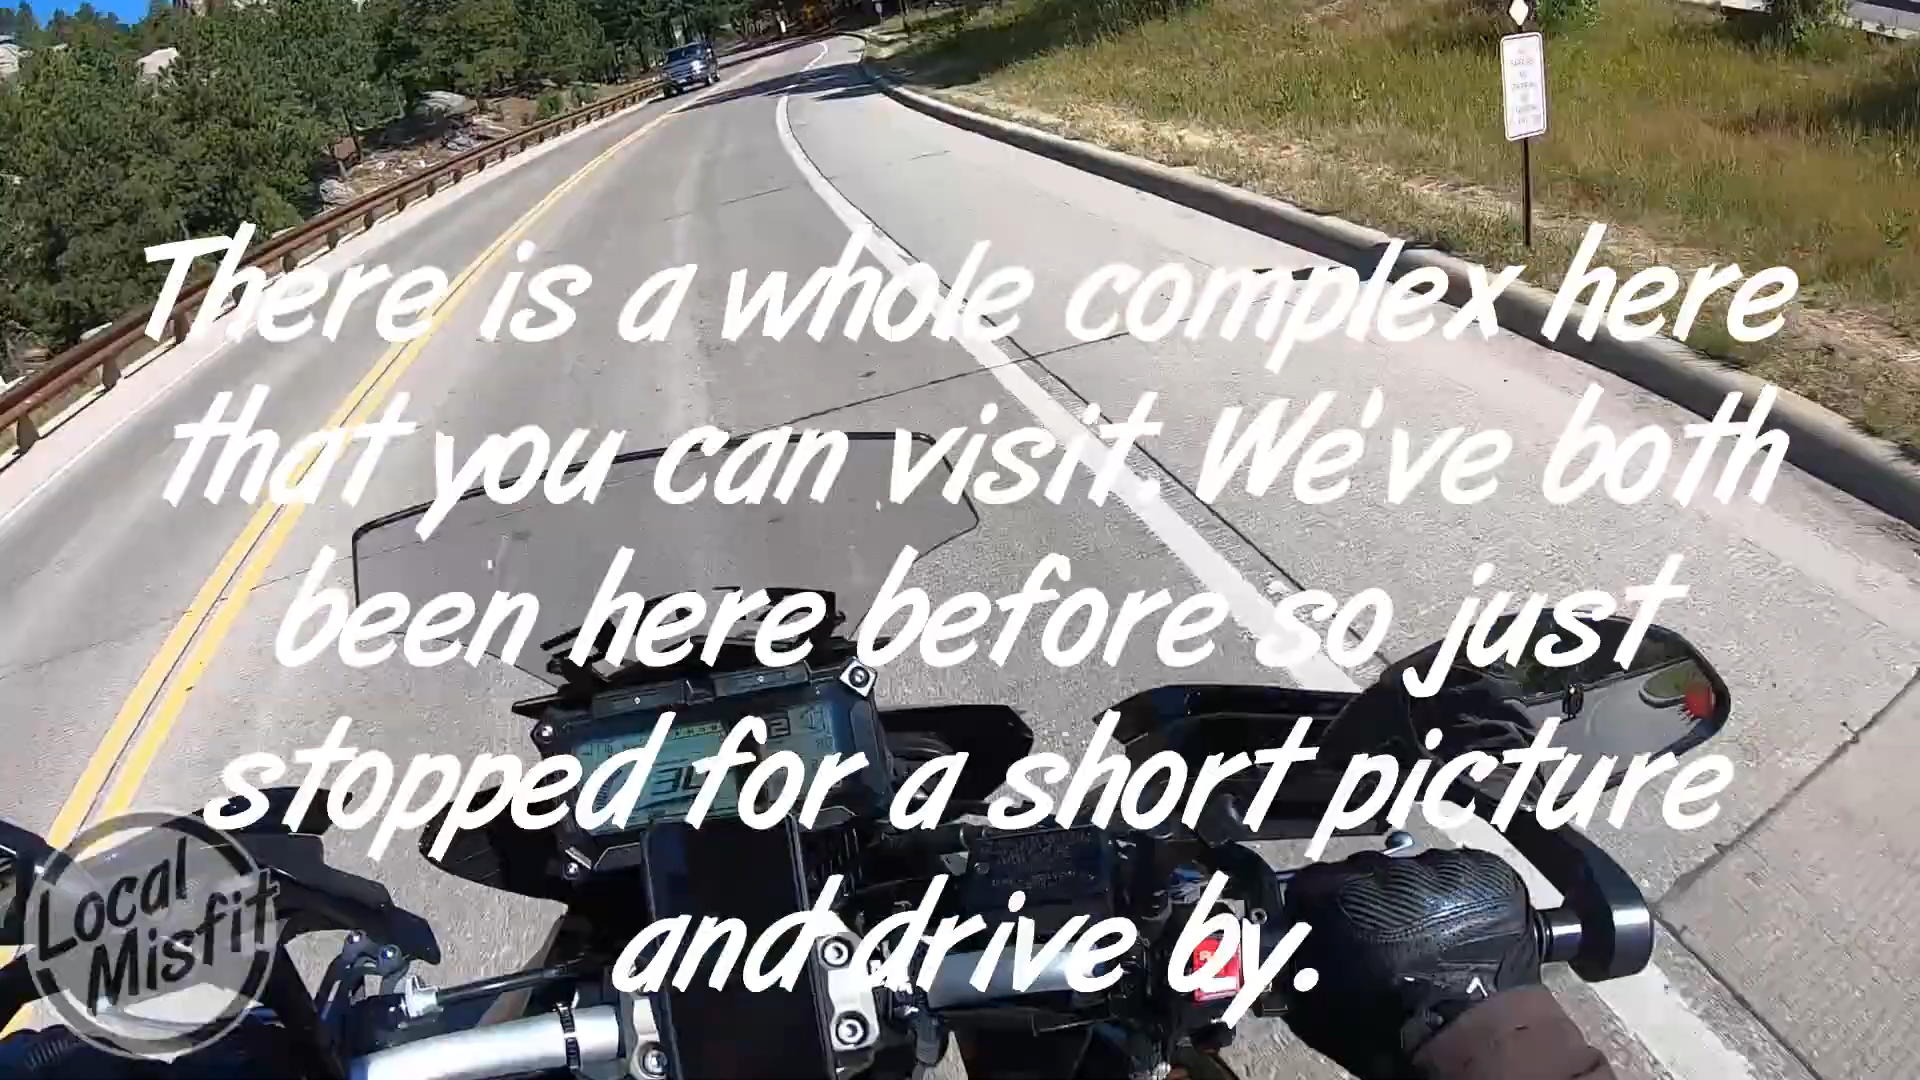 There is a whole complex here
that you can visit. We've both
been here before so just
stopped for a short picture
and drive by.
Local
Misfit